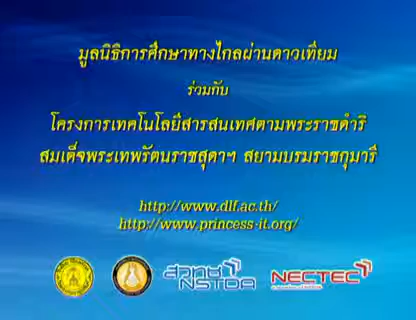 มูลนิธิการศึกษาทางไกลผ่านดาวเทียม
ร่วมกับ
โครงการเทคโนโลยีสารสนเทศตามพระราชดำริ
สมเด็จพระเทพรัตนราชสุดาฯ สยามบรมราชกุมารี
http://www.dlf.ac.th/
http://www.princess-it.org/
สวทช
NSTDA
NECTEC